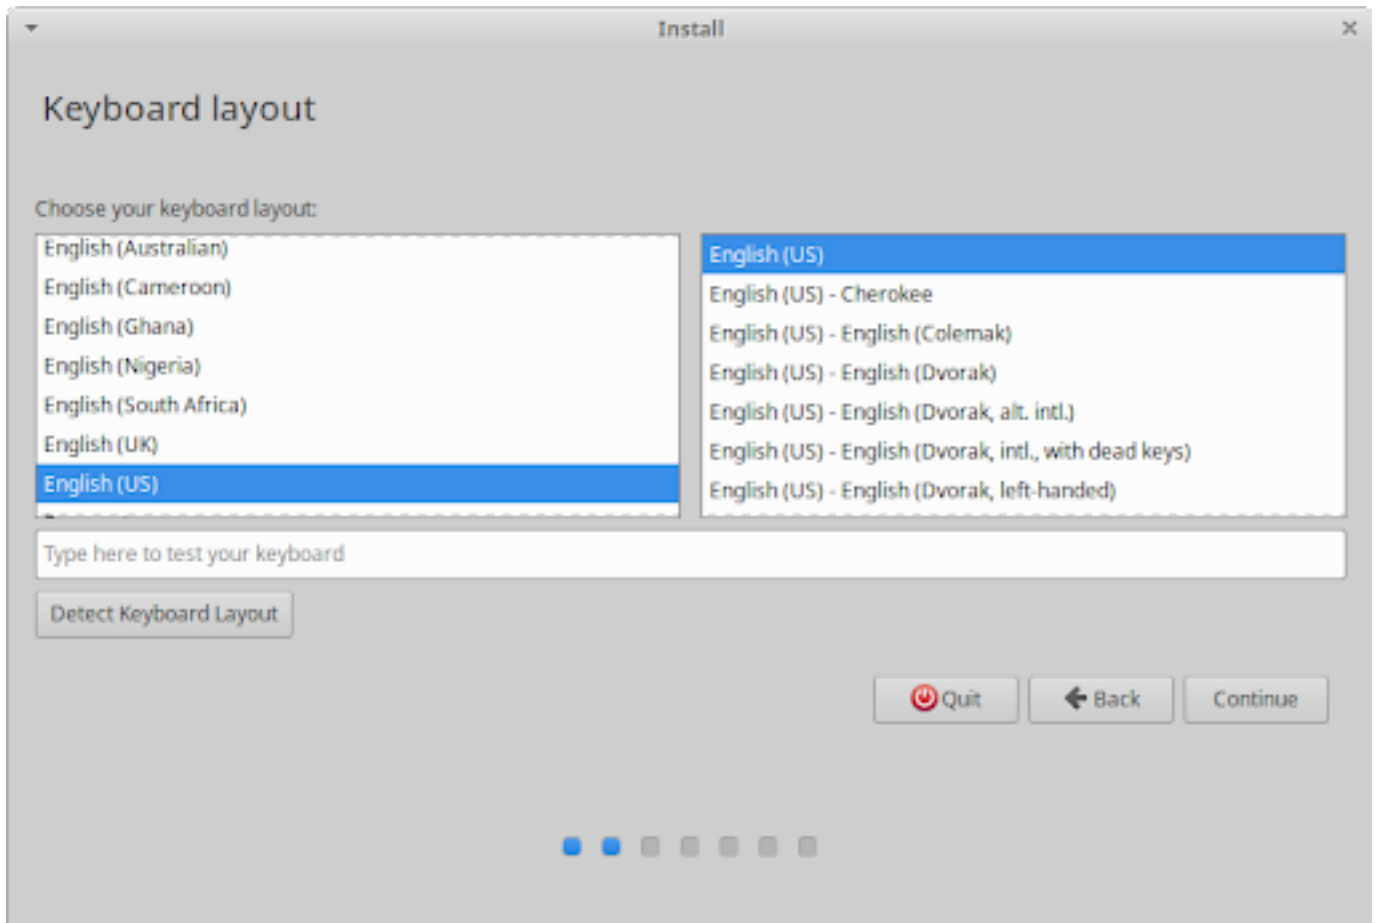 Install
Keyboard layout
Choose your keyboard layout:
English (Australian)
English (Cameroon)
English (Ghana)
English (Nigeria)
English (South Africa)
English (UK)
English (US)
English (US)
English (US) - Cherokee
English (US) - English (Colemak)
English (US) - English (Dvorak)
English (US) - English (Dvorak, alt. intl.)
English (US) - English (Dvorak, intl., with dead keys)
English (US) - English (Dvorak, left-handed)
Type here to test your keyboard
Detect Keyboard Layout
Quit
Back
Continue